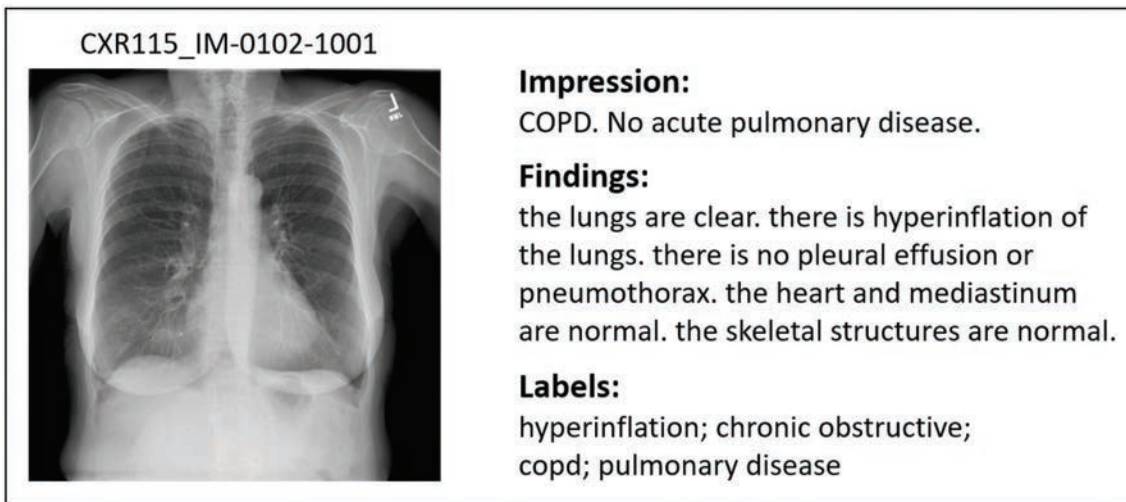 CXR115_IM-0102-1001
L
Impression:
COPD. No acute pulmonary disease.
Findings:
the lungs are clear. there is hyperinflation of
the lungs. there is no pleural effusion or
pneumothorax. the heart and mediastinum
are normal. the skeletal structures are normal.
Labels:
hyperinflation; chronic obstructive;
copd; pulmonary disease